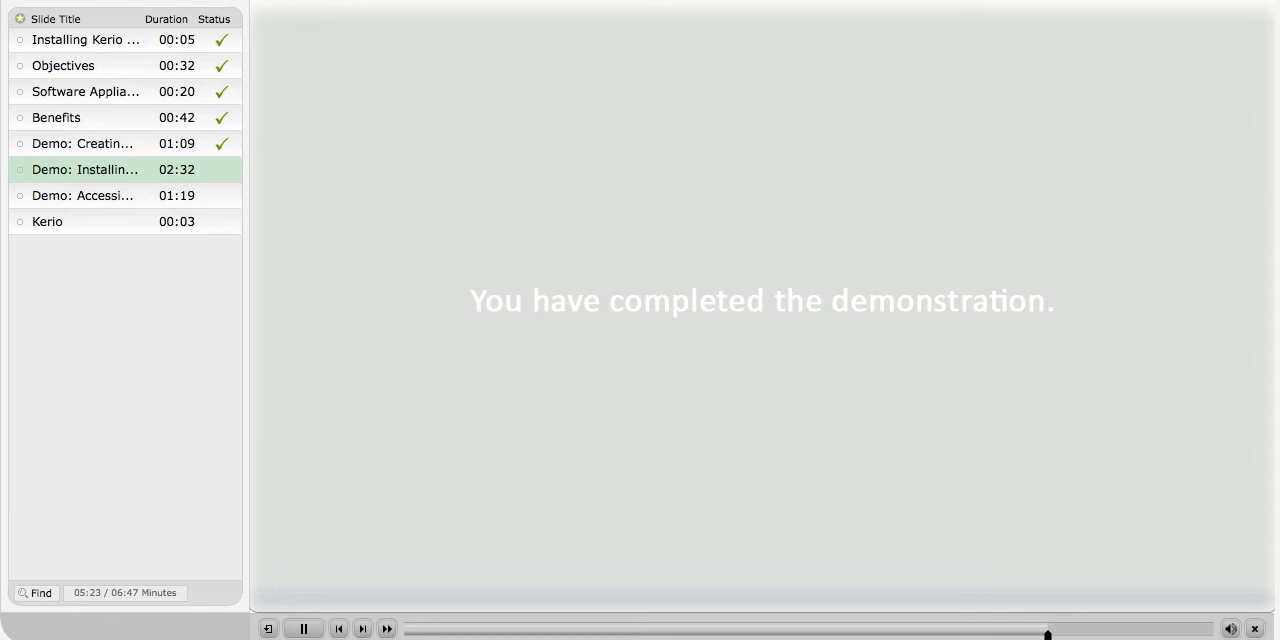 Slide Title Duration Status
Installing Kerio ... 00:05
Objectives 00:32
Software Applia... 00:20
Benefits 00:42
Demo: Creatin... 01:09
Demo: Installin... 02:32
Demo: Accessi... 01:19
Kerio 00:03
You have completed the demonstration.
Find 05:23 / 06:47 Minutes